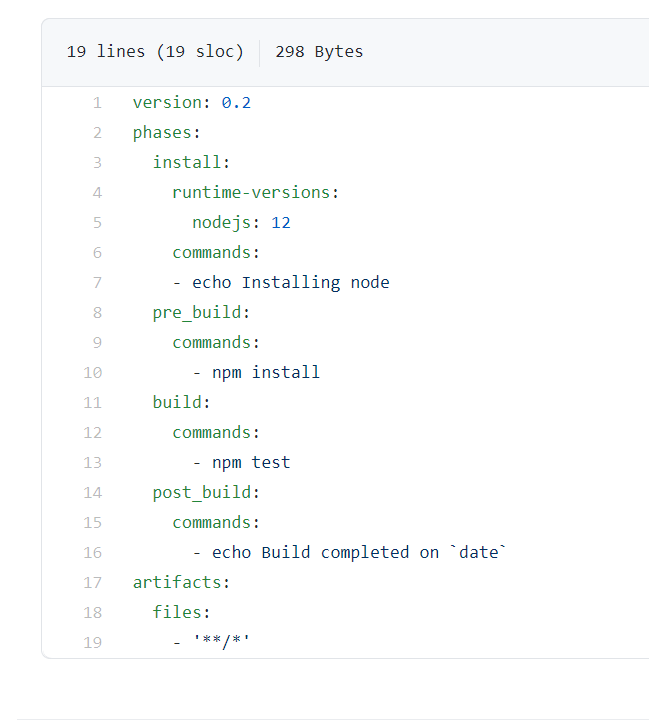 19 lines (19 sloc) 298 Bytes
1 version: 0.2
2 phases:
3   install:
4     runtime-versions:
5       nodejs: 12
6     commands:
7     - echo Installing node
8   pre_build:
9     commands:
10       - npm install
11   build:
12     commands:
13       - npm test
14   post_build:
15     commands:
16       - echo Build completed on `date`
17 artifacts:
18   files:
19     - '**/*'